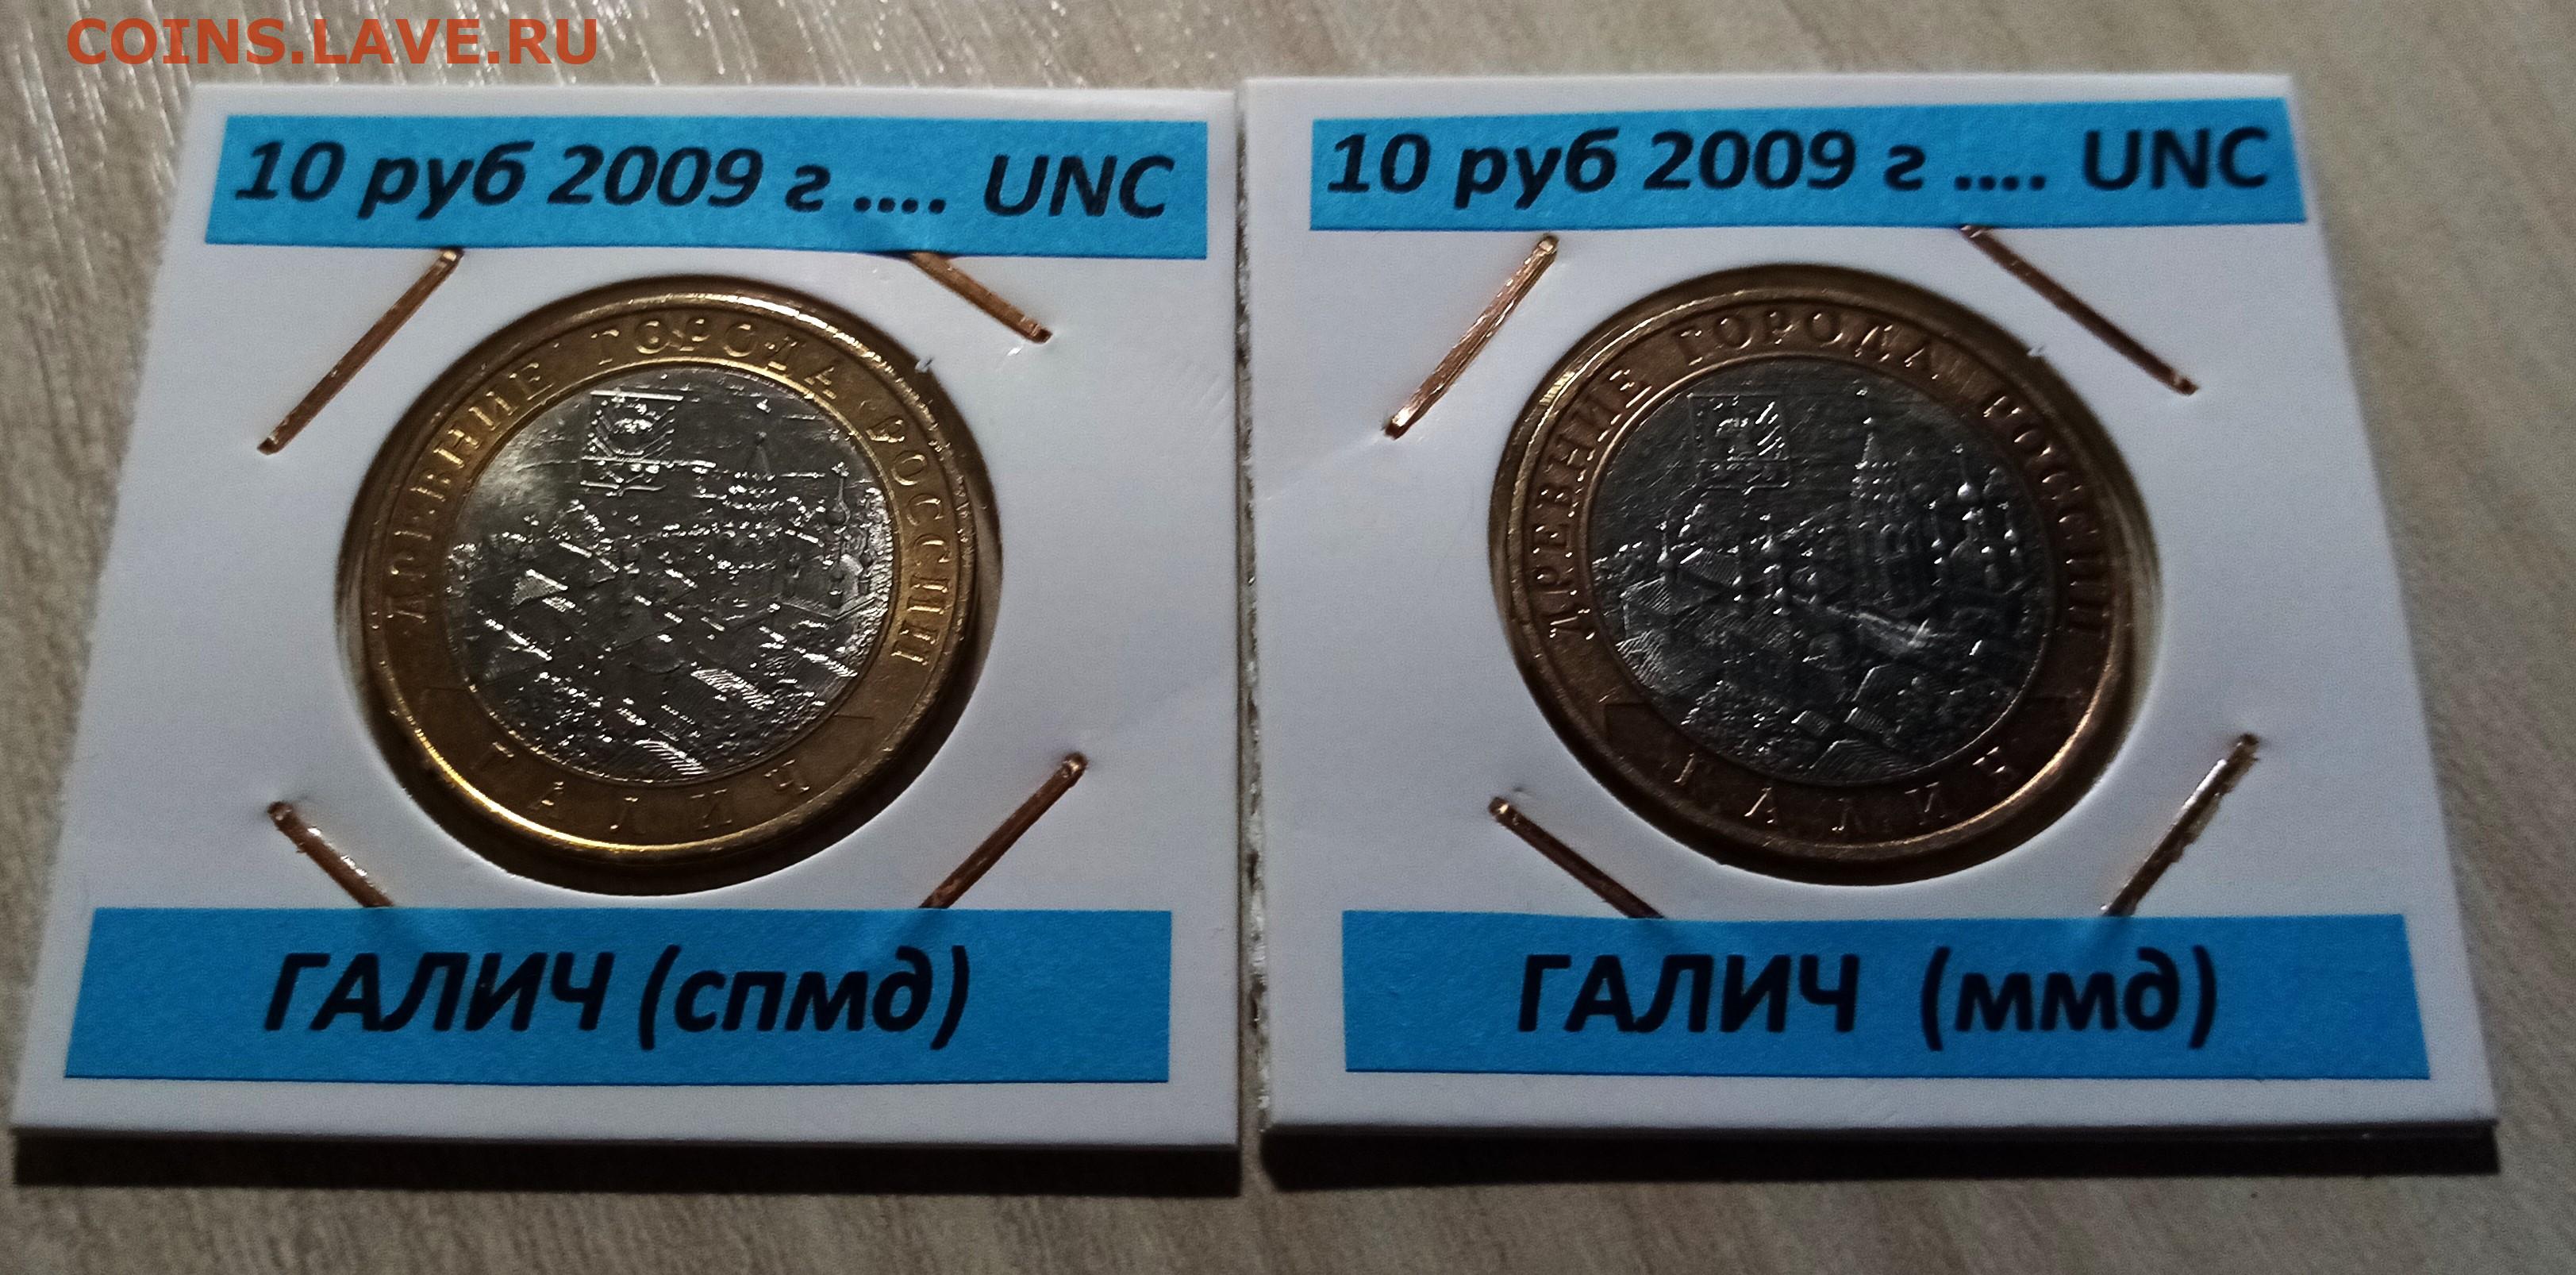 COINS.LAVE.RU
10 руб 2009 г .... UNC
ДРЕВНИЕ ГОРОДА РОССИИ
ГАЛИЧ
ГАЛИЧ (спмд)
10 руб 2009 г .... UNC
ДРЕВНИЕ ГОРОДА РОССИИ
ГАЛИЧ
ГАЛИЧ (ммд)